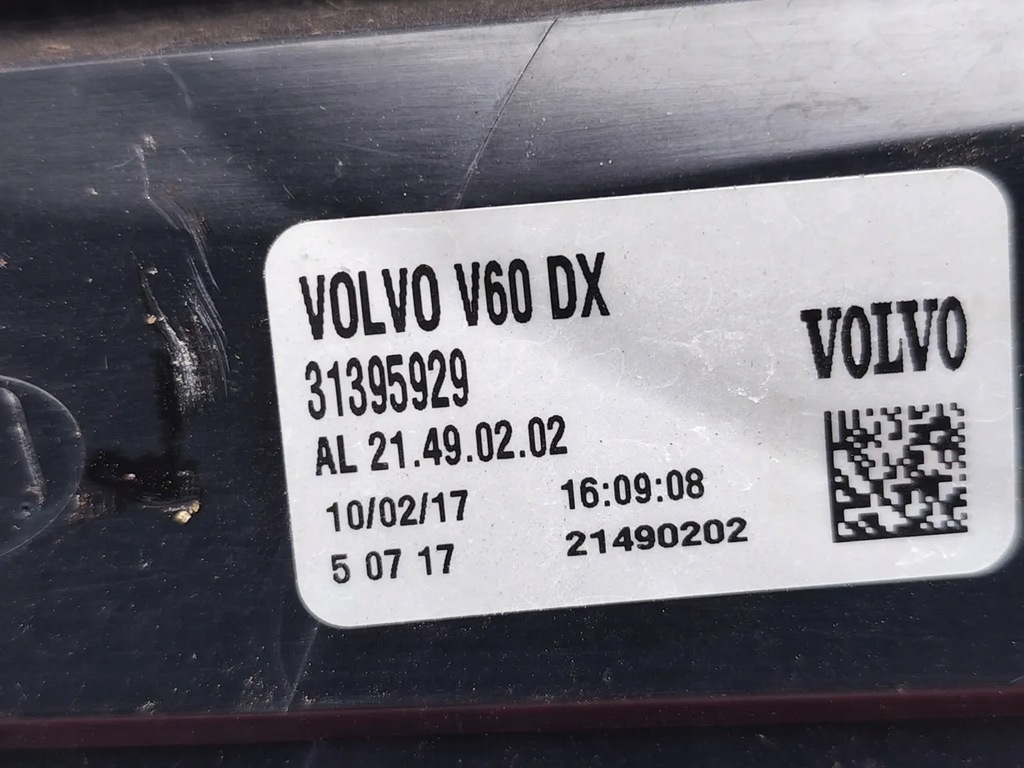 VOLVO V60 DX
31395929
AL 21.49.02.02
10/02/17 16:09:08
5 07 17 21490202
VOLVO